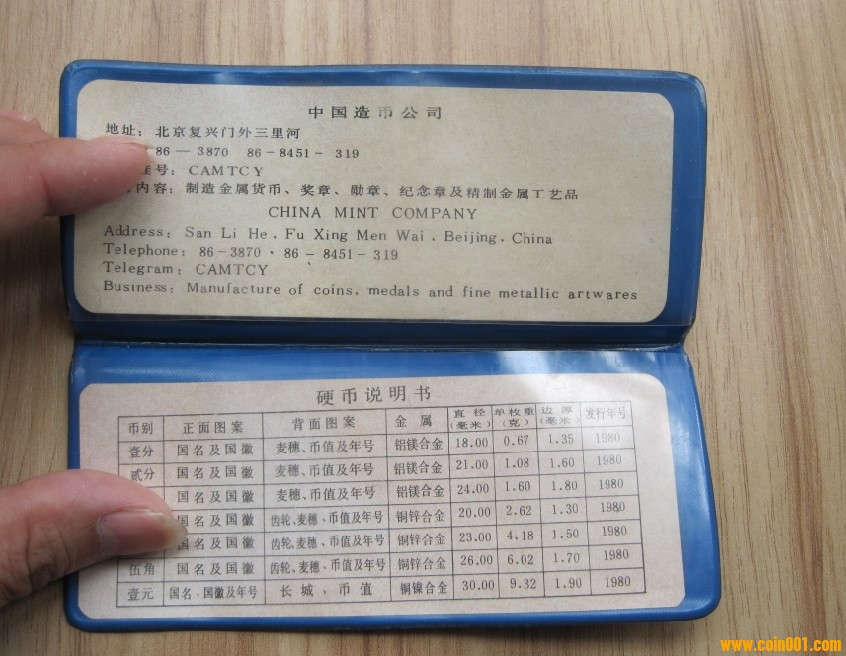 中国造币公司
地址：北京复兴门外三里河
86—3870 86-8451-319
号：CAMTCY
内容：制造金属货币、奖章、勋章、纪念章及精制金属工艺品
CHINA MINT COMPANY
Address: San Li He, Fu Xing Men Wai, Beijing, China
Telephone: 86-3870, 86-8451-319
Telegram: CAMTCY
Business: Manufacture of coins, medals and fine metallic artwares
硬币说明书
币别 正面图案 背面图案 金属 直径(毫米) 单枚重(克) 边厚(毫米) 发行年号
壹分 国名及国徽 麦穗、币值及年号 铝镁合金 18.00 0.67 1.35 1980
贰分 国名及国徽 麦穗、币值及年号 铝镁合金 21.00 1.08 1.60 1980
国名及国徽 麦穗、币值及年号 铝镁合金 24.00 1.60 1.80 1980
国名及国徽 齿轮、麦穗、币值及年号 铜锌合金 20.00 2.62 1.30 1980
国名及国徽 齿轮、麦穗、币值及年号 铜锌合金 23.00 4.18 1.50 1980
伍角 国名及国徽 齿轮、麦穗、币值及年号 铜锌合金 26.00 6.02 1.70 1980
壹元 国名、国徽及年号 长城、币值 铜镍合金 30.00 9.32 1.90 1980
www.coin001.com